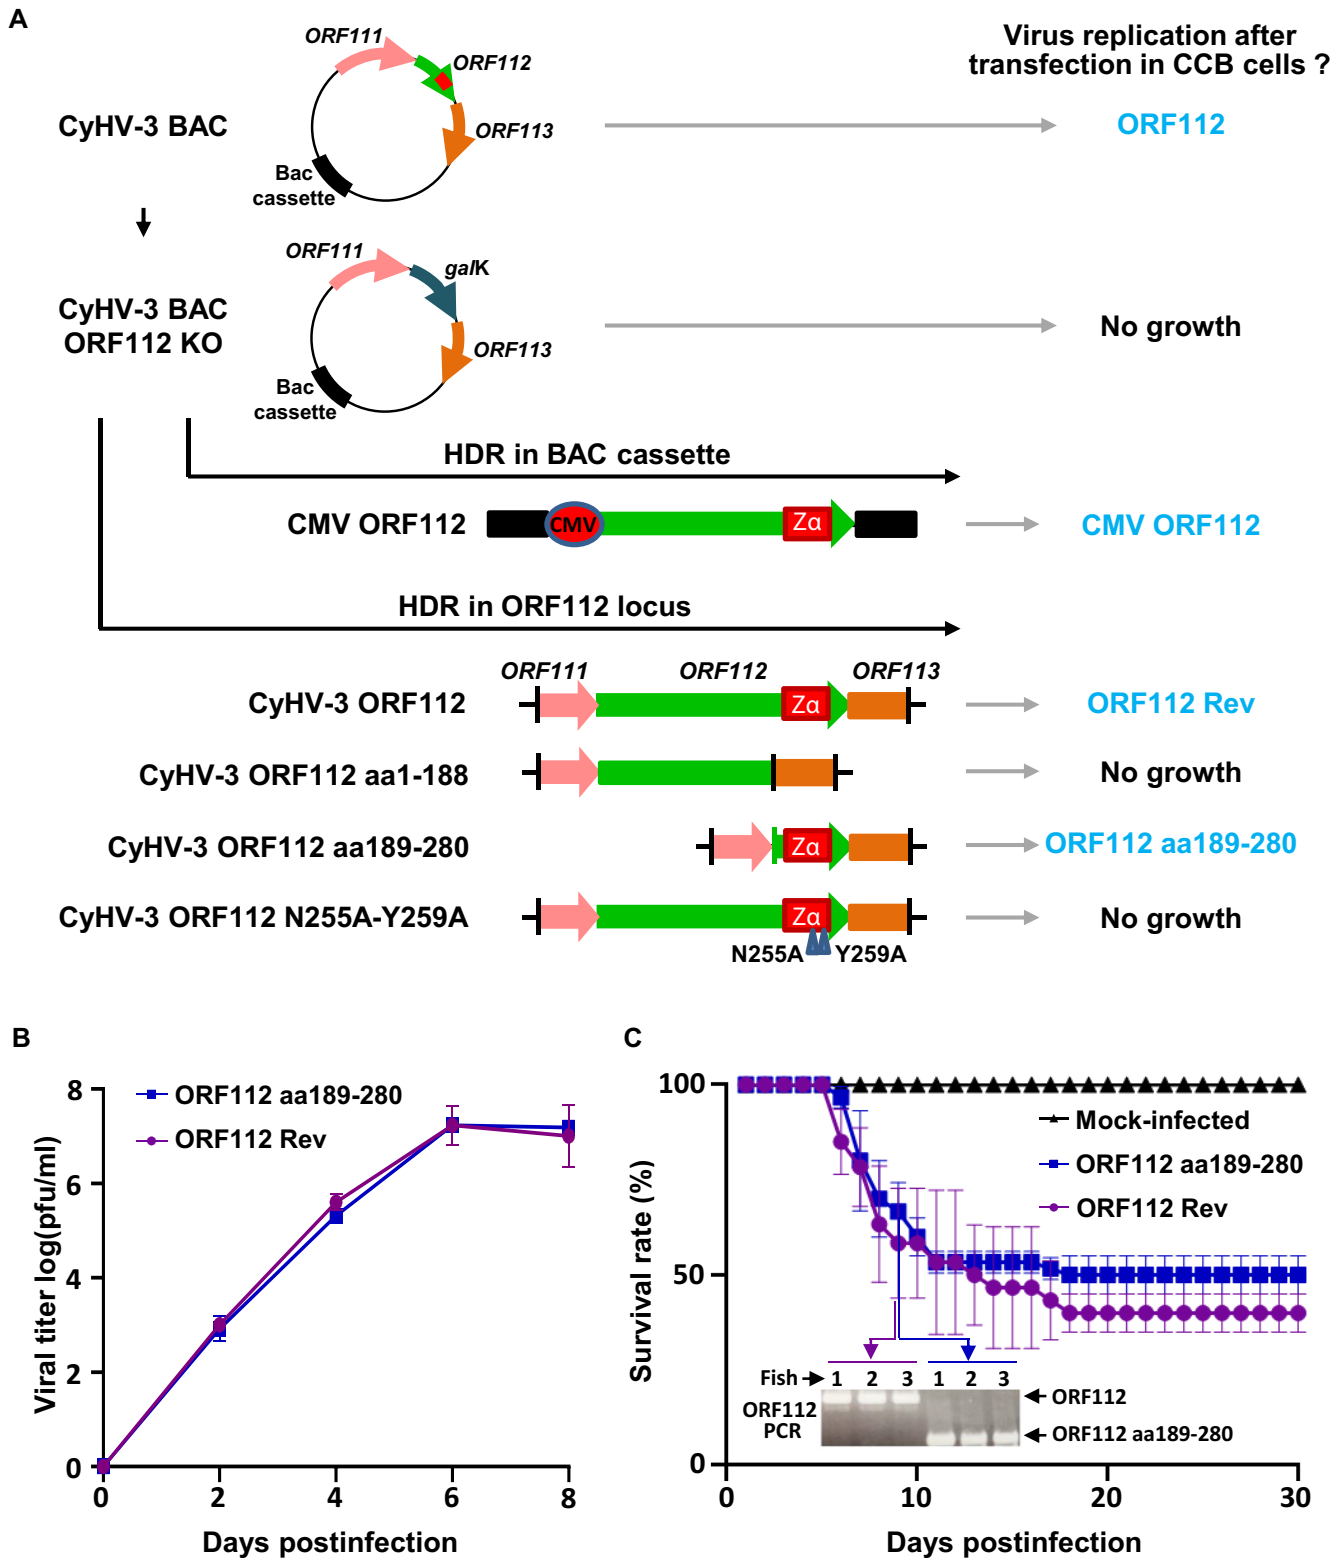 A
Virus replication after
transfection in CCB cells ?
ORF111
ORF112
CyHV-3 BAC
ORF113
ORF112
Bac
cassette
ORF111
galK
CyHV-3 BAC
ORF112 KO
No growth
ORF113
Bac
cassette
HDR in BAC cassette
CMV ORF112
CMV
Zα
CMV ORF112
HDR in ORF112 locus
ORF111
ORF112
ORF113
CyHV-3 ORF112
Zα
ORF112 Rev
CyHV-3 ORF112 aa1-188
No growth
CyHV-3 ORF112 aa189-280
Zα
ORF112 aa189-280
CyHV-3 ORF112 N255A-Y259A
Zα
No growth
N255A
Y259A
B
ORF112 aa189-280
ORF112 Rev
Viral titer log(pfu/ml)
8
6
4
2
0
0 2 4 6 8
Days postinfection
C
Mock-infected
ORF112 aa189-280
ORF112 Rev
Survival rate (%)
100
50
0
Fish
1 2 3 1 2 3
ORF112
PCR
ORF112
ORF112 aa189-280
0 10 20 30
Days postinfection